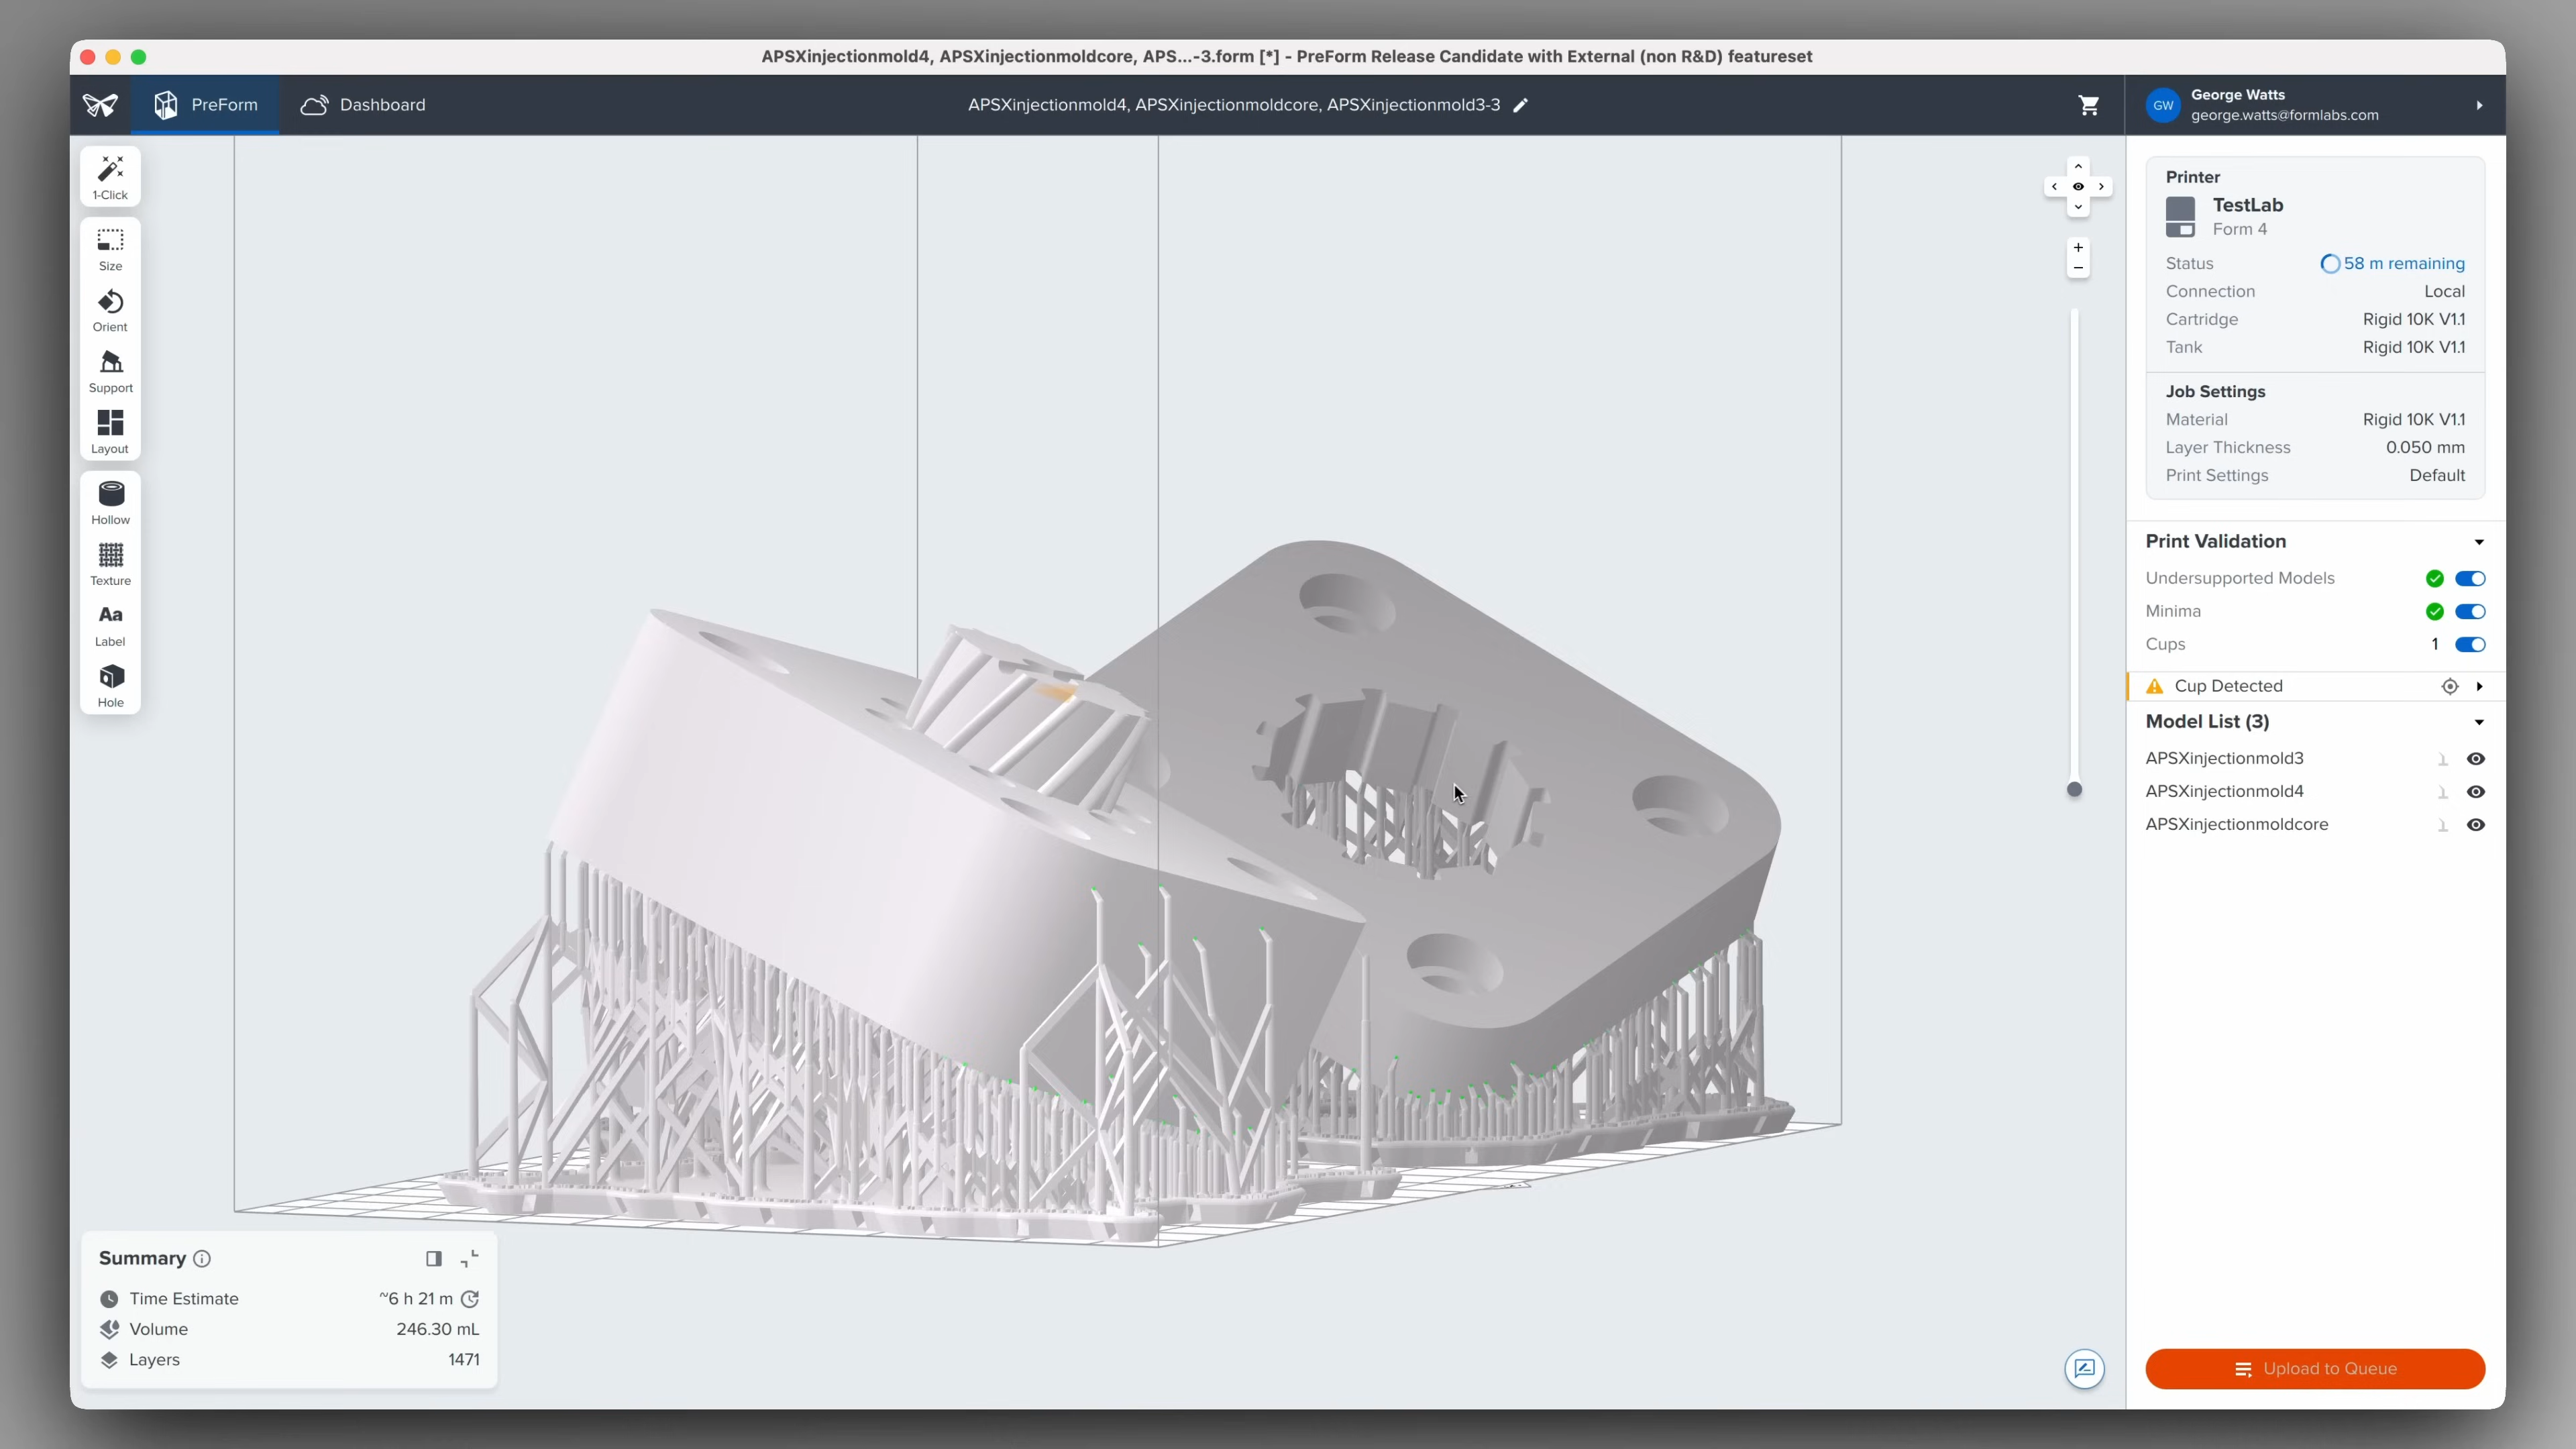 APSXinjectionmold4, APSXinjectionmoldcore, APS...-3.form [*] - PreForm Release Candidate with External (non R&D) featureset
PreForm
Dashboard
APSXinjectionmold4, APSXinjectionmoldcore, APSXinjectionmold3-3
GW
George Watts
george.watts@formlabs.com
1-Click
Size
Orient
Support
Layout
Hollow
Texture
Aa
Label
Hole
Printer
TestLab
Form 4
Status 58 m remaining
Connection Local
Cartridge Rigid 10K V1.1
Tank Rigid 10K V1.1
Job Settings
Material Rigid 10K V1.1
Layer Thickness 0.050 mm
Print Settings Default
Print Validation
Undersupported Models
Minima
Cups 1
Cup Detected
Model List (3)
APSXinjectionmold3
APSXinjectionmold4
APSXinjectionmoldcore
Summary
Time Estimate ~6 h 21 m
Volume 246.30 mL
Layers 1471
Upload to Queue